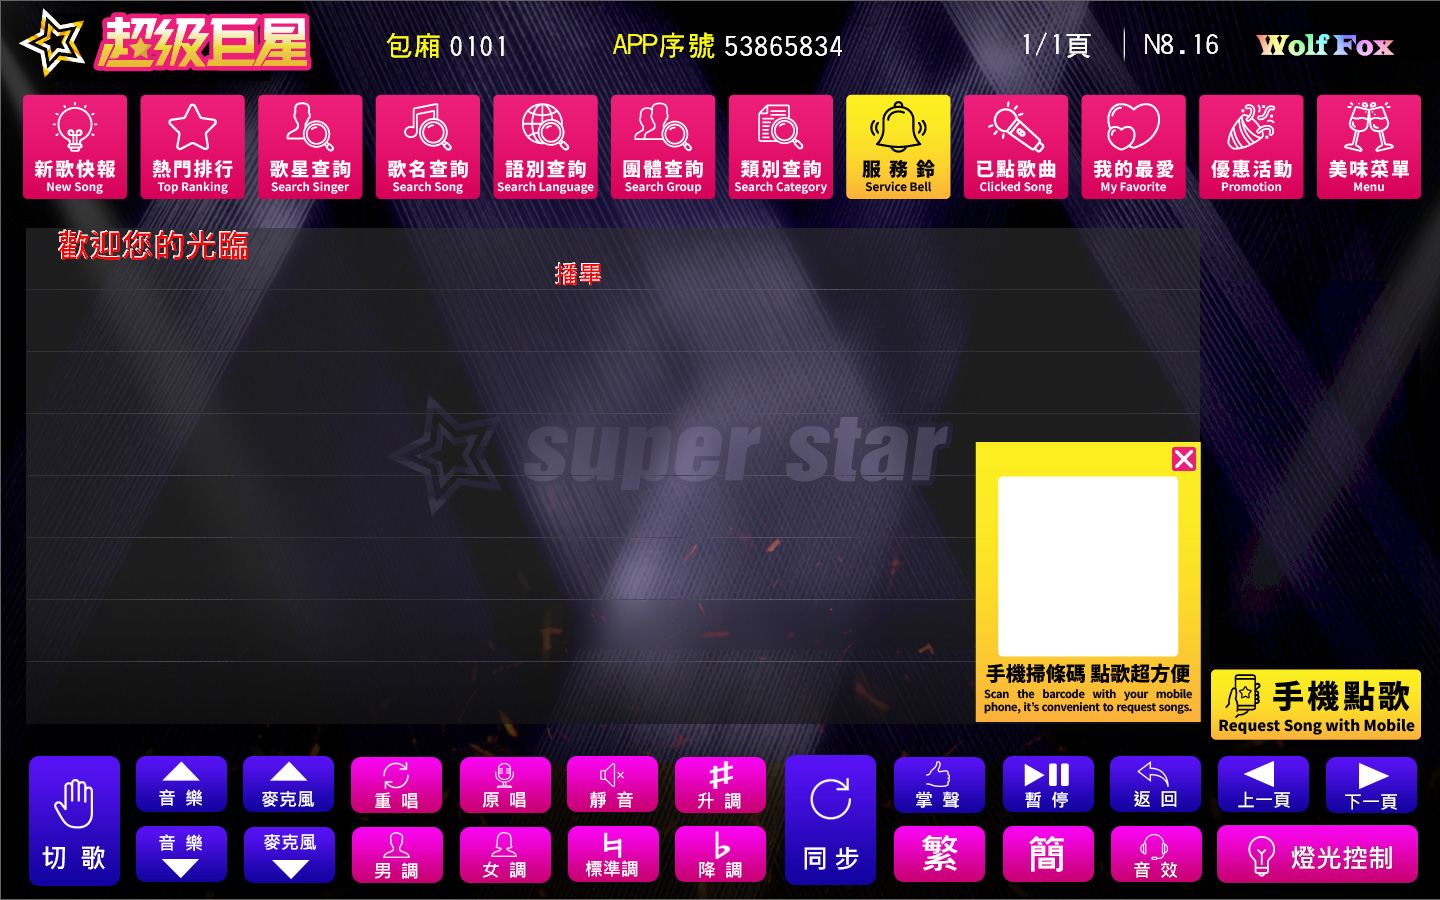 超级巨星
包廂 0101
APP序號 53865834
1/1頁
N8.16
Wolf Fox
新歌快報
New Song
熱門排行
Top Ranking
歌星查詢
Search Singer
歌名查詢
Search Song
語別查詢
Search Language
團體查詢
Search Group
類別查詢
Search Category
服務鈴
Service Bell
已點歌曲
Clicked Song
我的最愛
My Favorite
優惠活動
Promotion
美味菜單
Menu
歡迎您的光臨
播畢
super star
手機掃條碼 點歌超方便
Scan the barcode with your mobile
phone, it's convenient to request songs.
手機點歌
Request Song with Mobile
切歌
音樂
麥克風
重唱
原唱
靜音
升調
同步
掌聲
暫停
返回
上一頁
下一頁
音樂
麥克風
男調
女調
標準調
降調
繁
簡
音效
燈光控制